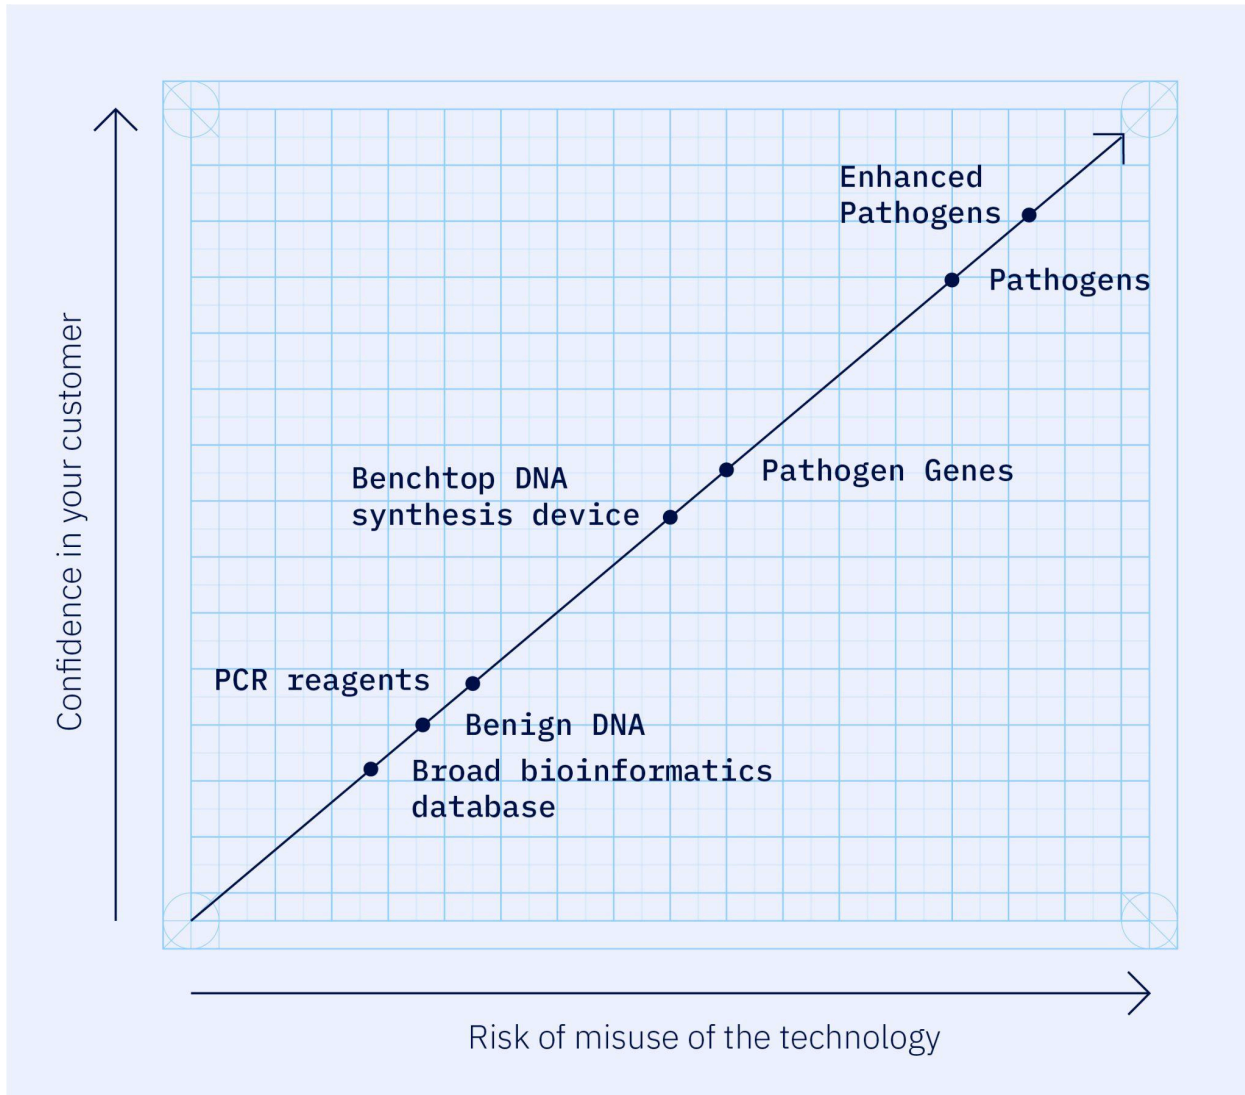 Enhanced
Pathogens
Pathogens
Confidence in your customer
Benchtop DNA
synthesis device
Pathogen Genes
PCR reagents
Benign DNA
Broad bioinformatics
database
Risk of misuse of the technology